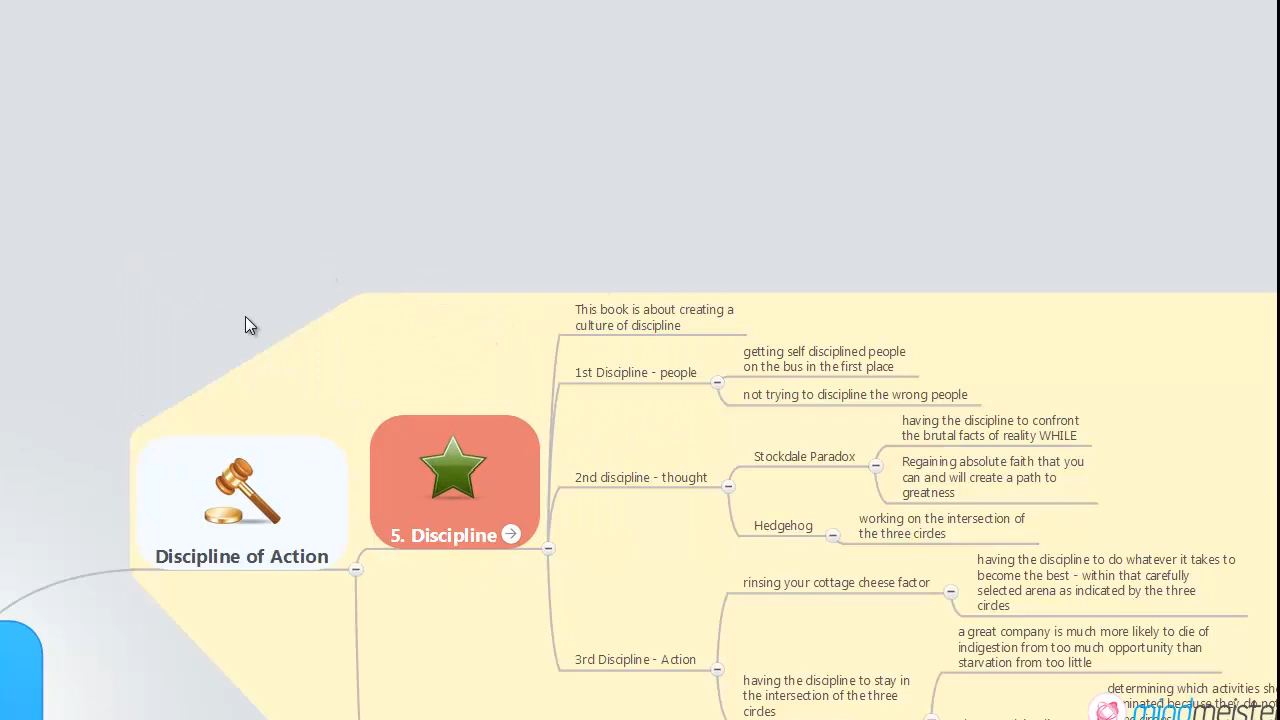 This book is about creating a
culture of discipline
1st Discipline - people
getting self disciplined people
on the bus in the first place
not trying to discipline the wrong people
2nd discipline - thought
Stockdale Paradox
having the discipline to confront
the brutal facts of reality WHILE
Regaining absolute faith that you
can and will create a path to
greatness
Hedgehog
working on the intersection of
the three circles
5. Discipline
Discipline of Action
rinsing your cottage cheese factor
having the discipline to do whatever it takes to
become the best - within that carefully
selected arena as indicated by the three
circles
3rd Discipline - Action
a great company is much more likely to die of
indigestion from too much opportunity than
starvation from too little
having the discipline to stay in
the intersection of the three
circles
determining which activities
because they do
mindmeister